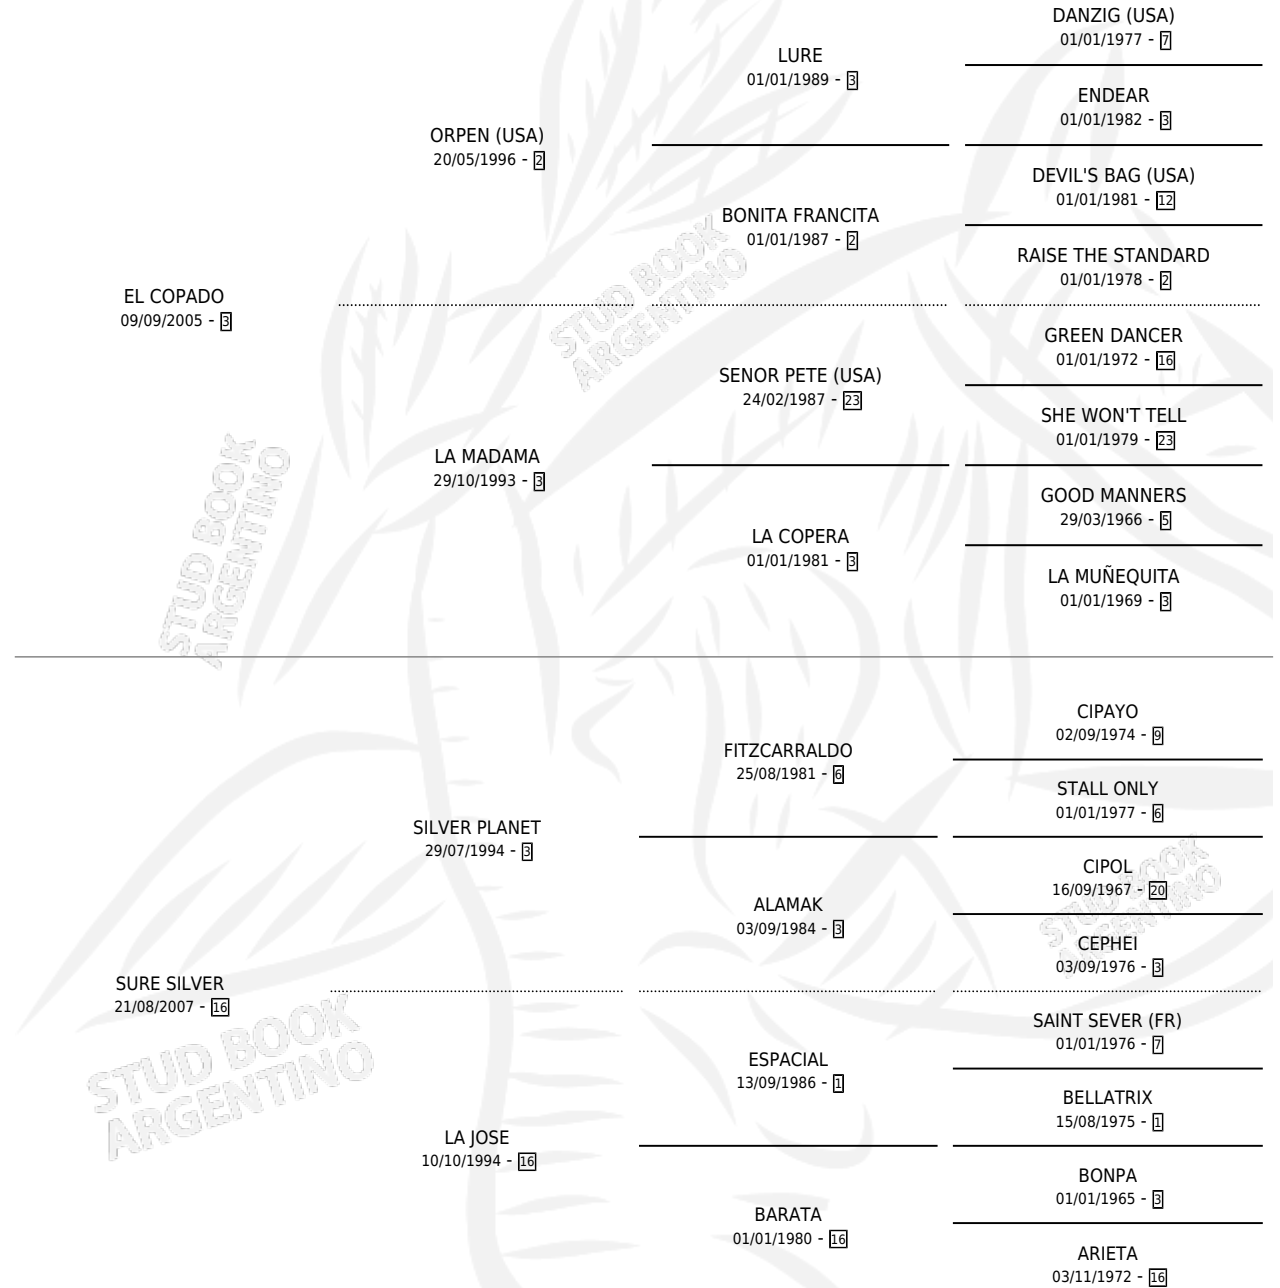 DANZIG (USA)
01/01/1977 - 7
LURE
01/01/1989 - 3
ENDEAR
01/01/1982 - 3
ORPEN (USA)
20/05/1996 - 2
DEVIL'S BAG (USA)
01/01/1981 - 12
BONITA FRANCITA
01/01/1987 - 2
RAISE THE STANDARD
01/01/1978 - 2
EL COPADO
09/09/2005 - 3
STUD BOOK
ARGENTINO
GREEN DANCER
01/01/1972 - 16
SENOR PETE (USA)
24/02/1987 - 23
SHE WON'T TELL
01/01/1979 - 23
LA MADAMA
29/10/1993 - 3
GOOD MANNERS
29/03/1966 - 5
LA COPERA
01/01/1981 - 3
LA MUÑEQUITA
01/01/1969 - 3
STUD BOOK
ARGENTINO
CIPAYO
02/09/1974 - 9
FITZCARRALDO
25/08/1981 - 6
STALL ONLY
01/01/1977 - 6
SILVER PLANET
29/07/1994 - 3
CIPOL
16/09/1967 - 20
ALAMAK
03/09/1984 - 3
CEPHEI
03/09/1976 - 3
STUD BOOK
ARGENTINO
SURE SILVER
21/08/2007 - 16
SAINT SEVER (FR)
01/01/1976 - 7
ESPACIAL
13/09/1986 - 1
BELLATRIX
15/08/1975 - 1
STUD BOOK
ARGENTINO
LA JOSE
10/10/1994 - 16
BONPA
01/01/1965 - 3
BARATA
01/01/1980 - 16
ARIETA
03/11/1972 - 16